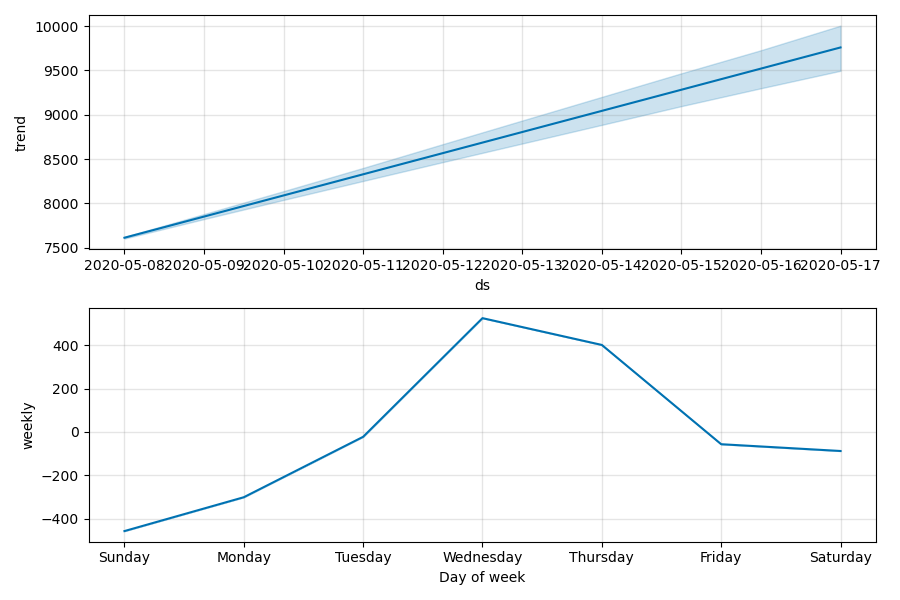 10000
9500
9000
8500
8000
7500
trend
2020-05-08 2020-05-09 2020-05-10 2020-05-11 2020-05-12 2020-05-13 2020-05-14 2020-05-15 2020-05-16 2020-05-17
ds
400
200
0
−200
−400
weekly
Sunday Monday Tuesday Wednesday Thursday Friday Saturday
Day of week